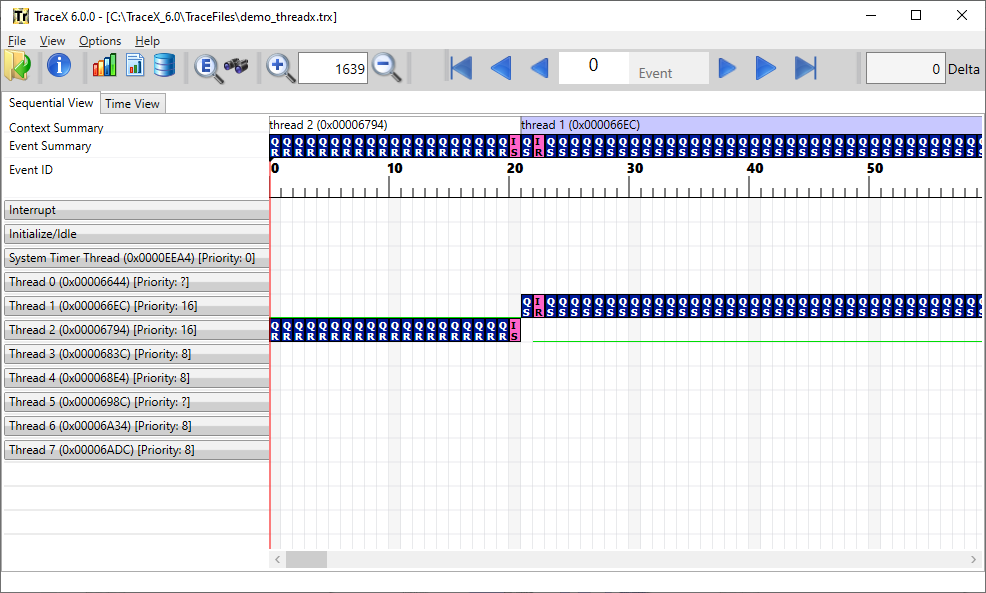 Tr TraceX 6.0.0 - [C:\TraceX_6.0\TraceFiles\demo_threadx.trx]
File View Options Help
E 1639 0 Event 0 Delta
Sequential View Time View
Context Summary thread 2 (0x00006794) thread 1 (0x000066EC)
Event Summary Q Q Q Q Q Q Q Q Q Q Q Q Q Q Q Q Q Q Q Q I Q I Q Q Q Q Q Q Q Q Q Q Q Q Q Q Q Q Q Q Q Q Q Q Q Q Q Q Q Q Q Q Q Q Q Q Q Q
R R R R R R R R R R R R R R R R R R R R S S R S S S S S S S S S S S S S S S S S S S S S S S S S S S S S S S S S S S S
Event ID 0 10 20 30 40 50
Interrupt
Initialize/Idle
System Timer Thread (0x0000EEA4) [Priority: 0]
Thread 0 (0x00006644) [Priority: ?]
Thread 1 (0x000066EC) [Priority: 16] Q I Q Q Q Q Q Q Q Q Q Q Q Q Q Q Q Q Q Q Q Q Q Q Q Q Q Q Q Q Q Q Q Q Q Q Q Q
S R S S S S S S S S S S S S S S S S S S S S S S S S S S S S S S S S S S S S
Thread 2 (0x00006794) [Priority: 16] Q Q Q Q Q Q Q Q Q Q Q Q Q Q Q Q Q Q Q Q I
R R R R R R R R R R R R R R R R R R R R S
Thread 3 (0x0000683C) [Priority: 8]
Thread 4 (0x000068E4) [Priority: 8]
Thread 5 (0x0000698C) [Priority: ?]
Thread 6 (0x00006A34) [Priority: 8]
Thread 7 (0x00006ADC) [Priority: 8]